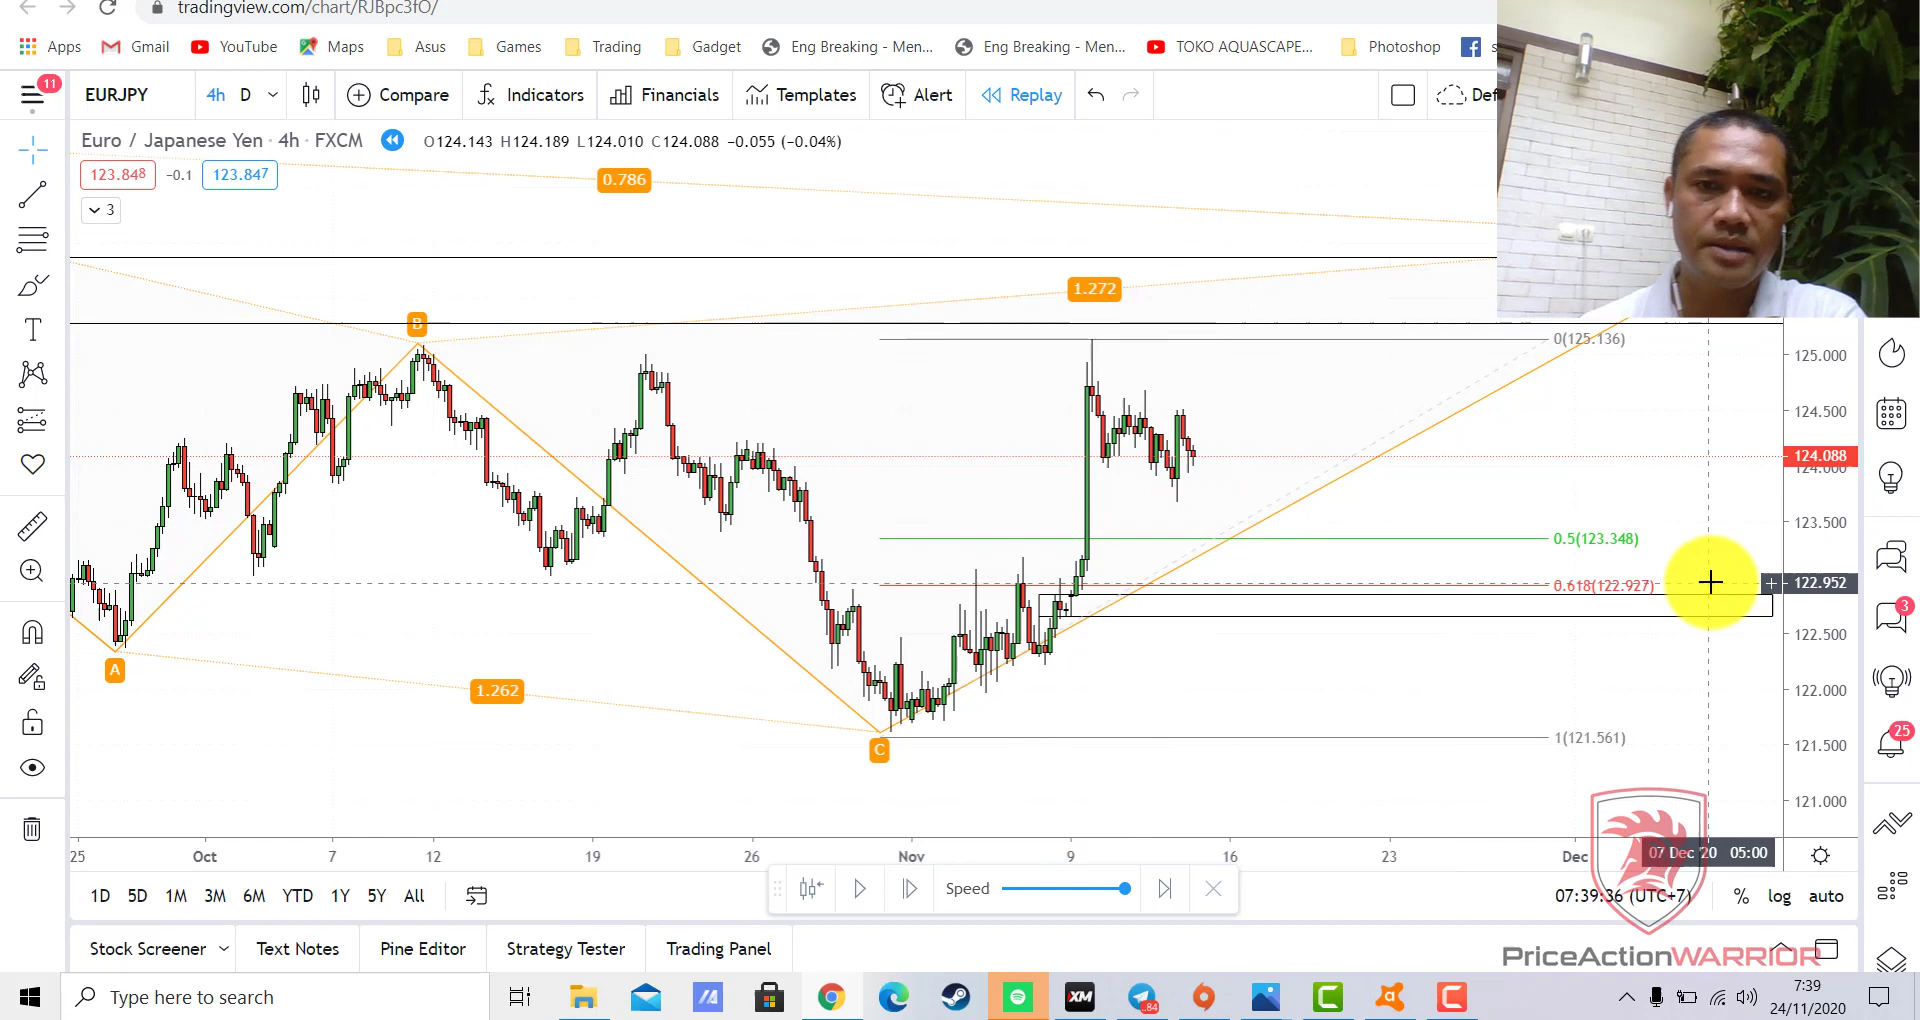 tradingview.com/chart/RJBpc3fO/
Apps Gmail YouTube Maps Asus Games Trading Gadget Eng Breaking - Men... Eng Breaking - Men... TOKO AQUASCAPE... Photoshop s
11
EURJPY 4h D Compare Indicators Financials Templates Alert Replay Def
Euro / Japanese Yen · 4h · FXCM O124.143 H124.189 L124.010 C124.088 −0.055 (−0.04%)
123.848 -0.1 123.847
3
0.786
1.272
B
0(125.136)
125.000
124.500
124.088
124.000
123.500
0.5(123.348)
0.618(122.927)
122.952
3
122.500
A
1.262
122.000
C
1(121.561)
121.500
25
121.000
25 Oct 7 12 19 26 Nov 9 16 23 Dec 07 Dec '20 05:00
1D 5D 1M 3M 6M YTD 1Y 5Y All
Speed
07:39:36 (UTC+7) % log auto
Stock Screener Text Notes Pine Editor Strategy Tester Trading Panel
PriceActionWARRIOR
Type here to search
XM
84
7:39
24/11/2020